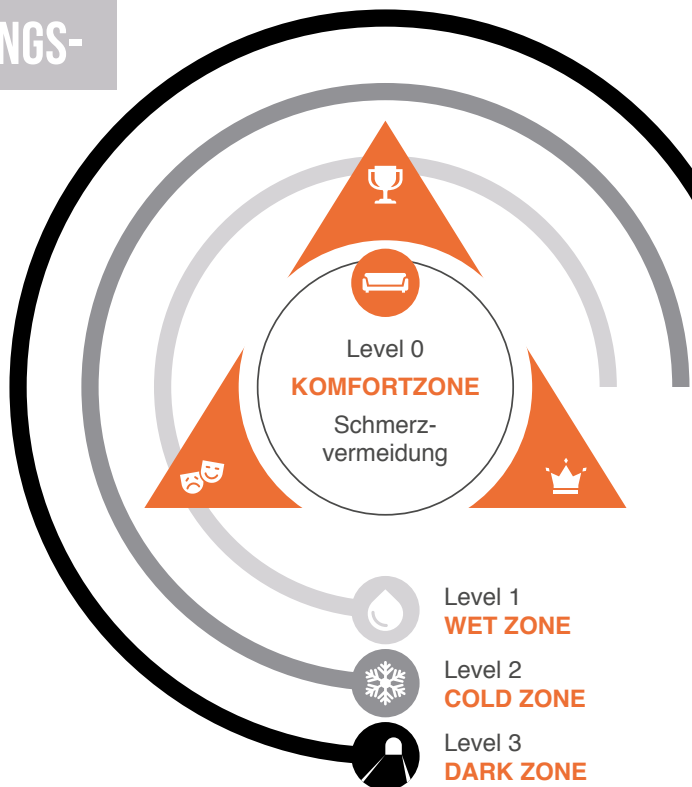 NGS-
Level 0
KOMFORTZONE
Schmerz-
vermeidung
Level 1
WET ZONE
Level 2
COLD ZONE
Level 3
DARK ZONE